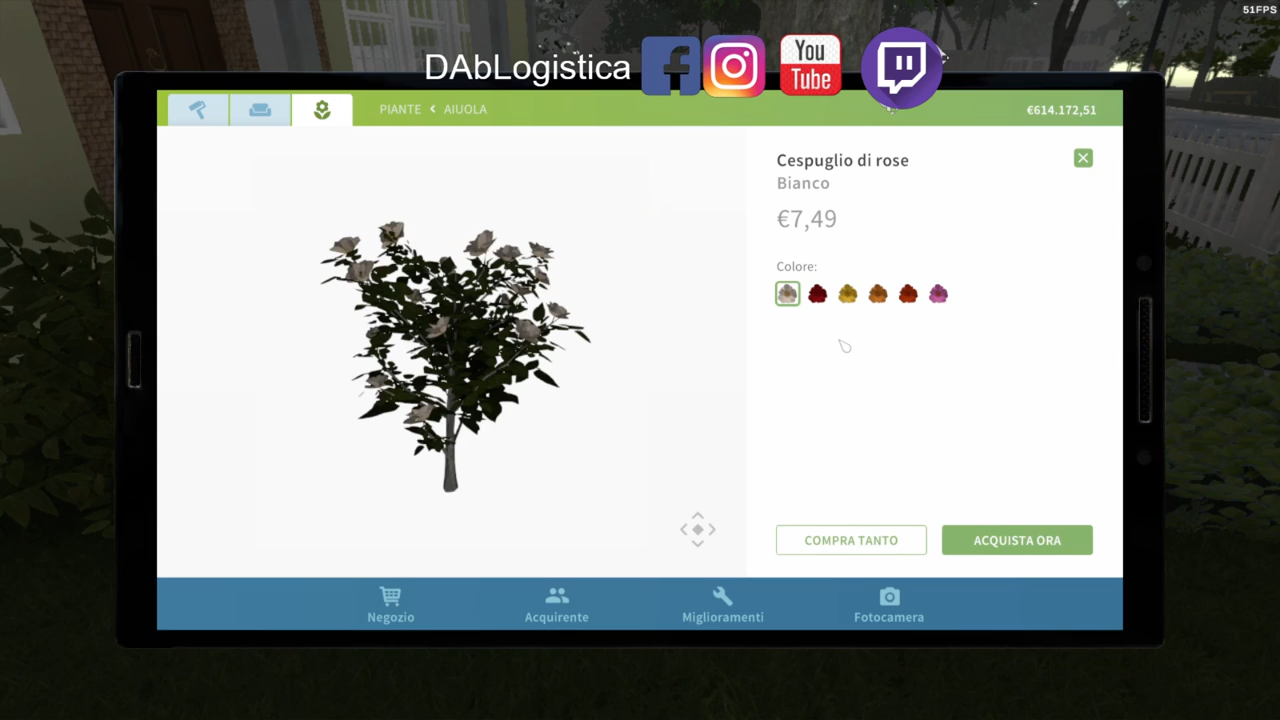 51FPS
DAbLogistica
You
Tube
PIANTE < AIUOLA
€614.172,51
Cespuglio di rose
Bianco
€7,49
Colore:
COMPRA TANTO
ACQUISTA ORA
Negozio
Acquirente
Miglioramenti
Fotocamera